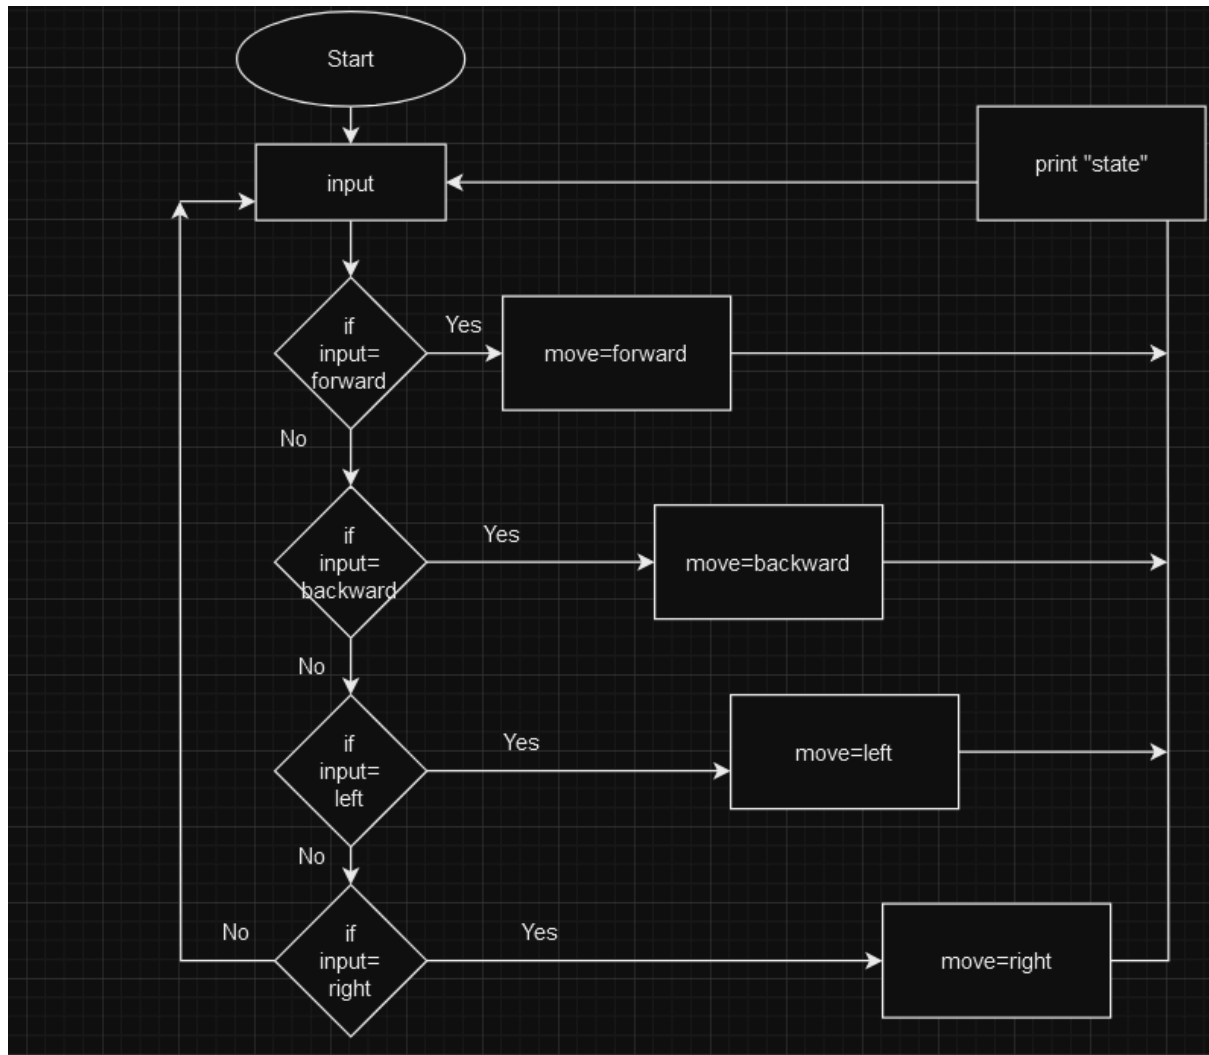 Start
input
print "state"
if
input=
forward
Yes
move=forward
No
if
input=
backward
Yes
move=backward
No
if
input=
left
Yes
move=left
No
if
input=
right
No
Yes
move=right